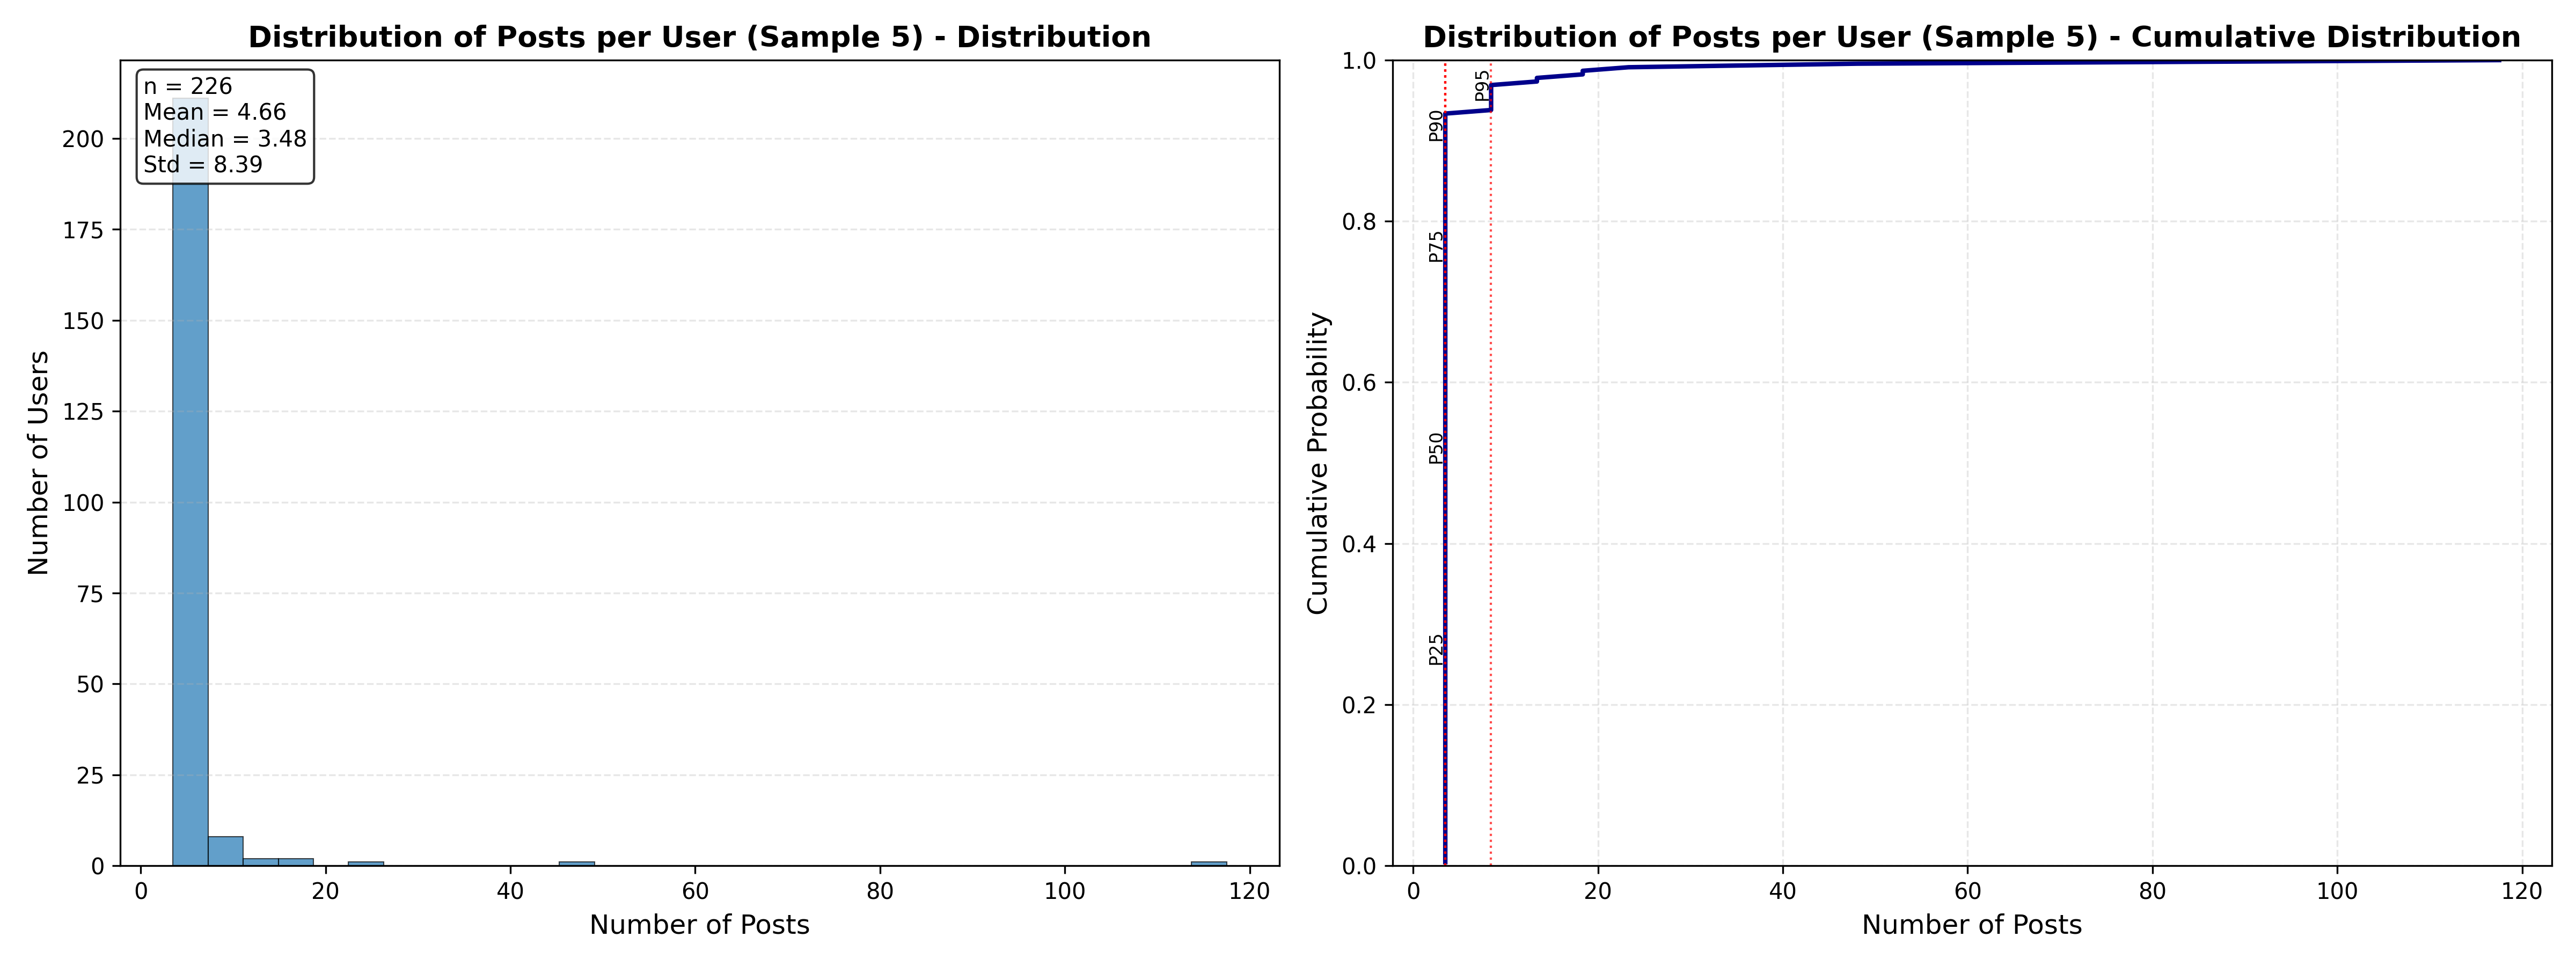 Distribution of Posts per User (Sample 5) - Distribution
n = 226
Mean = 4.66
Median = 3.48
Std = 8.39
200
175
150
125
100
75
50
25
0
Number of Users
0 20 40 60 80 100 120
Number of Posts
Distribution of Posts per User (Sample 5) - Cumulative Distribution
1.0
0.8
0.6
0.4
0.2
0.0
Cumulative Probability
P95
P90
P75
P50
P25
0 20 40 60 80 100 120
Number of Posts